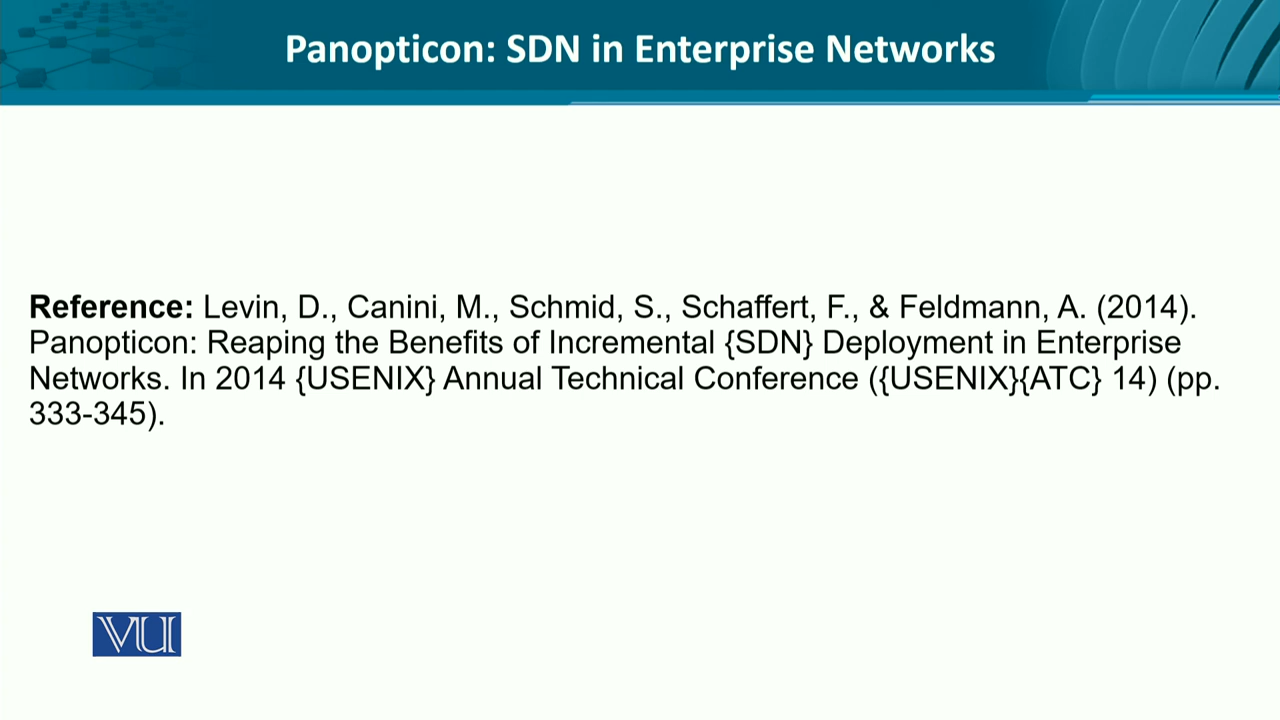 Panopticon: SDN in Enterprise Networks
Reference: Levin, D., Canini, M., Schmid, S., Schaffert, F., & Feldmann, A. (2014).
Panopticon: Reaping the Benefits of Incremental {SDN} Deployment in Enterprise
Networks. In 2014 {USENIX} Annual Technical Conference ({USENIX}{ATC} 14) (pp.
333-345).
VU